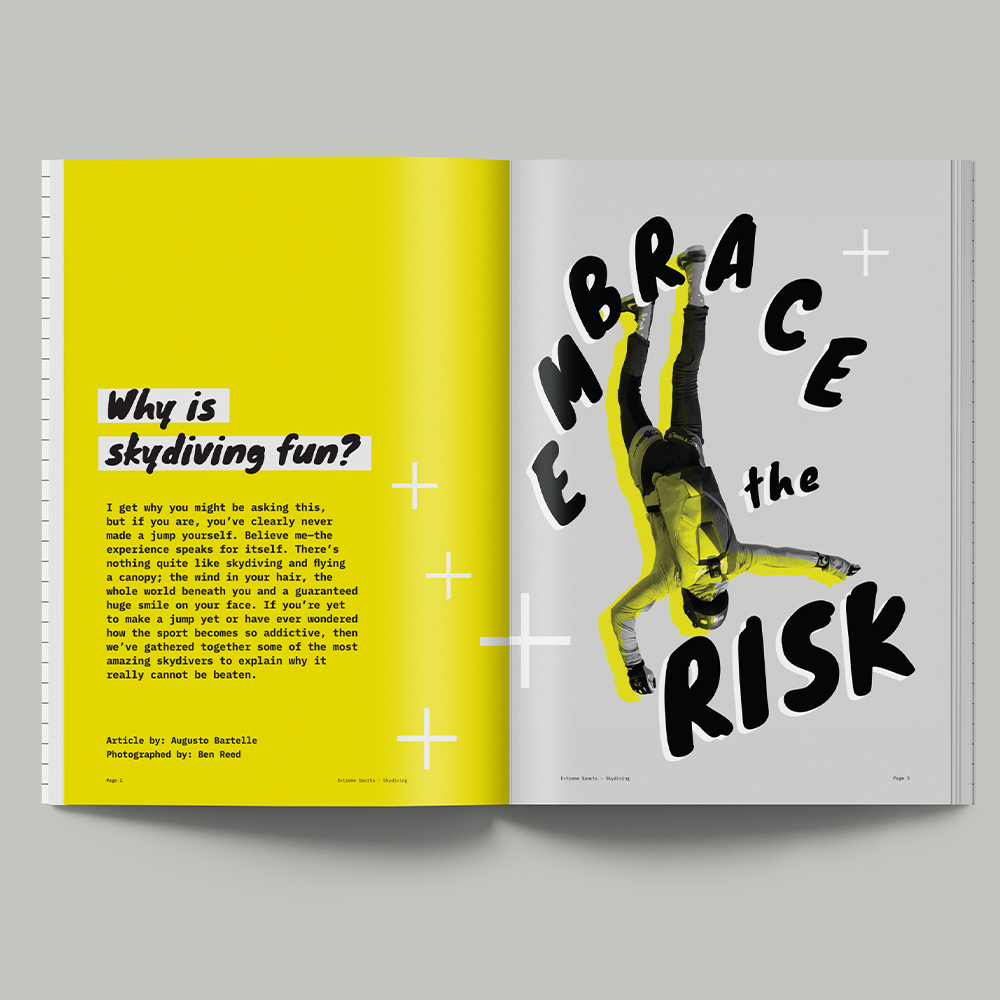 Why is
skydiving fun?
I get why you might be asking this,
but if you are, you've clearly never
made a jump yourself. Believe me—the
experience speaks for itself. There's
nothing quite like skydiving and flying
a canopy; the wind in your hair, the
whole world beneath you and a guaranteed
huge smile on your face. If you're yet
to make a jump yet or have ever wondered
how the sport becomes so addictive, then
we've gathered together some of the most
amazing skydivers to explain why it
really cannot be beaten.
Article by: Augusto Bartelle
Photographed by: Ben Reed
Page 2
Extreme Sports - Skydiving
EMBRACE
the
RISK
Extreme Sports - Skydiving
Page 3